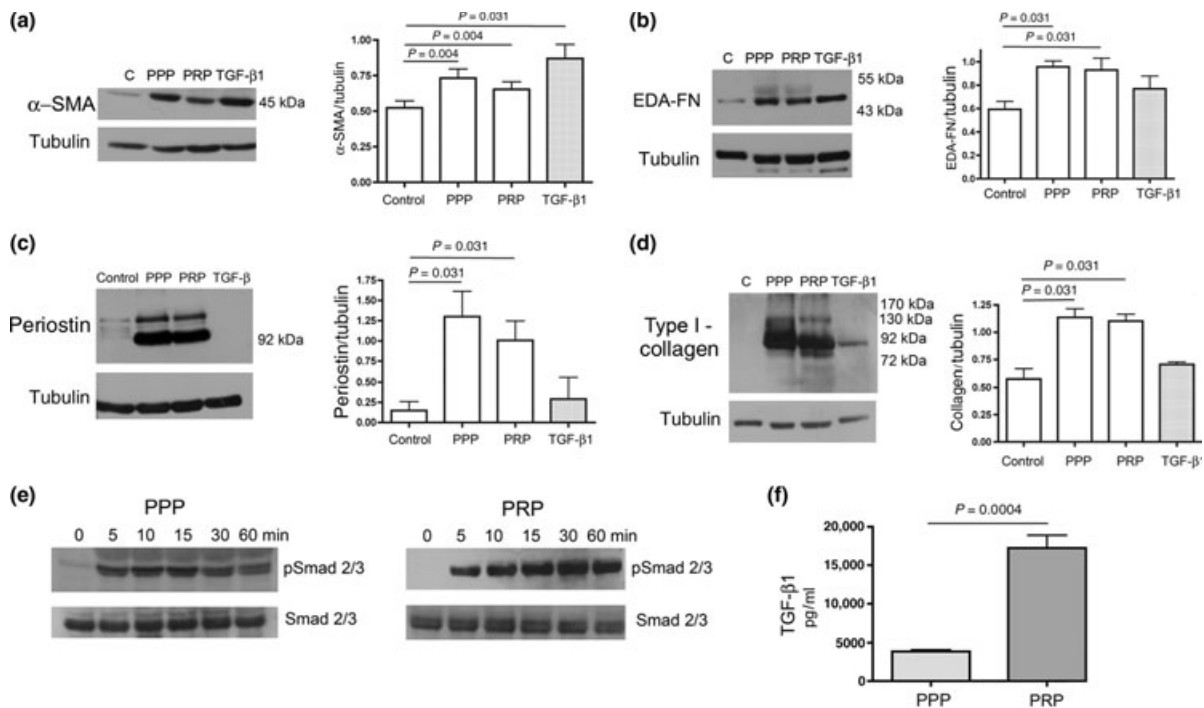 (a)
C PPP PRP TGF-β1
α–SMA
45 kDa
Tubulin
P = 0.031
P = 0.004
P = 0.004
α-SMA/tubulin
1.00
0.75
0.50
0.25
0.00
Control PPP PRP TGF-β1
(b)
C PPP PRP TGF-β1
EDA-FN
55 kDa
43 kDa
Tubulin
P = 0.031
P = 0.031
EDA-FN/tubulin
1.0
0.8
0.6
0.4
0.2
0.0
Control PPP PRP TGF-β1
(c)
Control PPP PRP TGF-β
Periostin
92 kDa
Tubulin
P = 0.031
P = 0.031
Periostin/tubulin
1.75
1.50
1.25
1.00
0.75
0.50
0.25
0.00
Control PPP PRP TGF-β1
(d)
C PPP PRP TGF-β1
Type I -
collagen
170 kDa
130 kDa
92 kDa
72 kDa
Tubulin
P = 0.031
P = 0.031
Collagen/tubulin
1.25
1.00
0.75
0.50
0.25
0.00
Control PPP PRP TGF-β1
(e)
PPP
0 5 10 15 30 60 min
pSmad 2/3
Smad 2/3
PRP
0 5 10 15 30 60 min
pSmad 2/3
Smad 2/3
(f)
P = 0.0004
TGF-β1
pg/ml
20,000
15,000
10,000
5000
0
PPP PRP